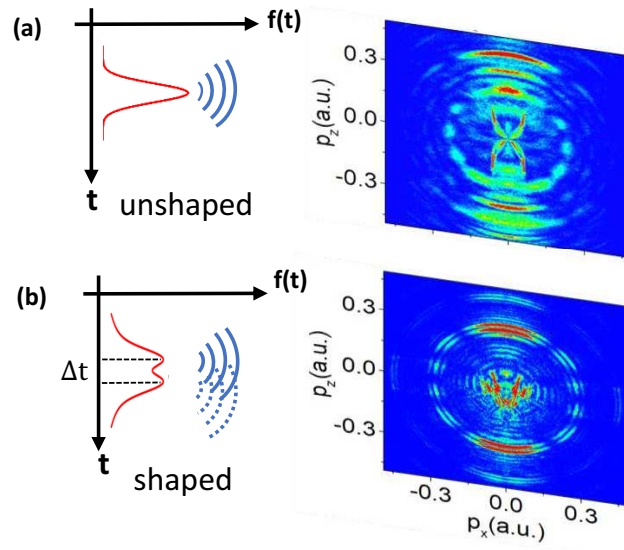 (a)
f(t)
t
unshaped
0.3
0.0
-0.3
p_z(a.u.)
(b)
f(t)
Δt
t
shaped
0.3
0.0
-0.3
p_z(a.u.)
-0.3 0.0 0.3
p_x(a.u.)